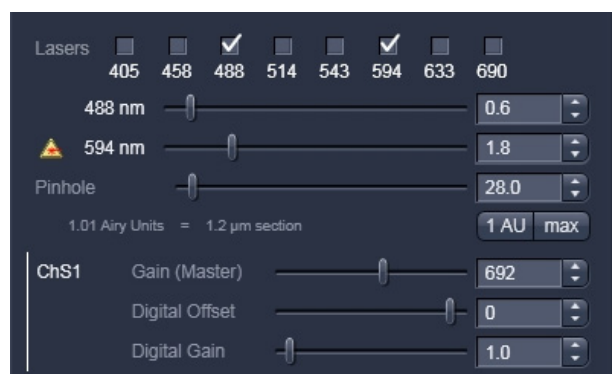 Lasers
405 458 488 514 543 594 633 690
488 nm 0.6
594 nm 1.8
Pinhole 28.0
1.01 Airy Units = 1.2 µm section 1 AU max
ChS1 Gain (Master) 692
Digital Offset 0
Digital Gain 1.0